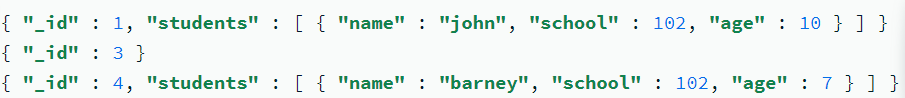 { "_id" : 1, "students" : [ { "name" : "john", "school" : 102, "age" : 10 } ] }
{ "_id" : 3 }
{ "_id" : 4, "students" : [ { "name" : "barney", "school" : 102, "age" : 7 } ] }